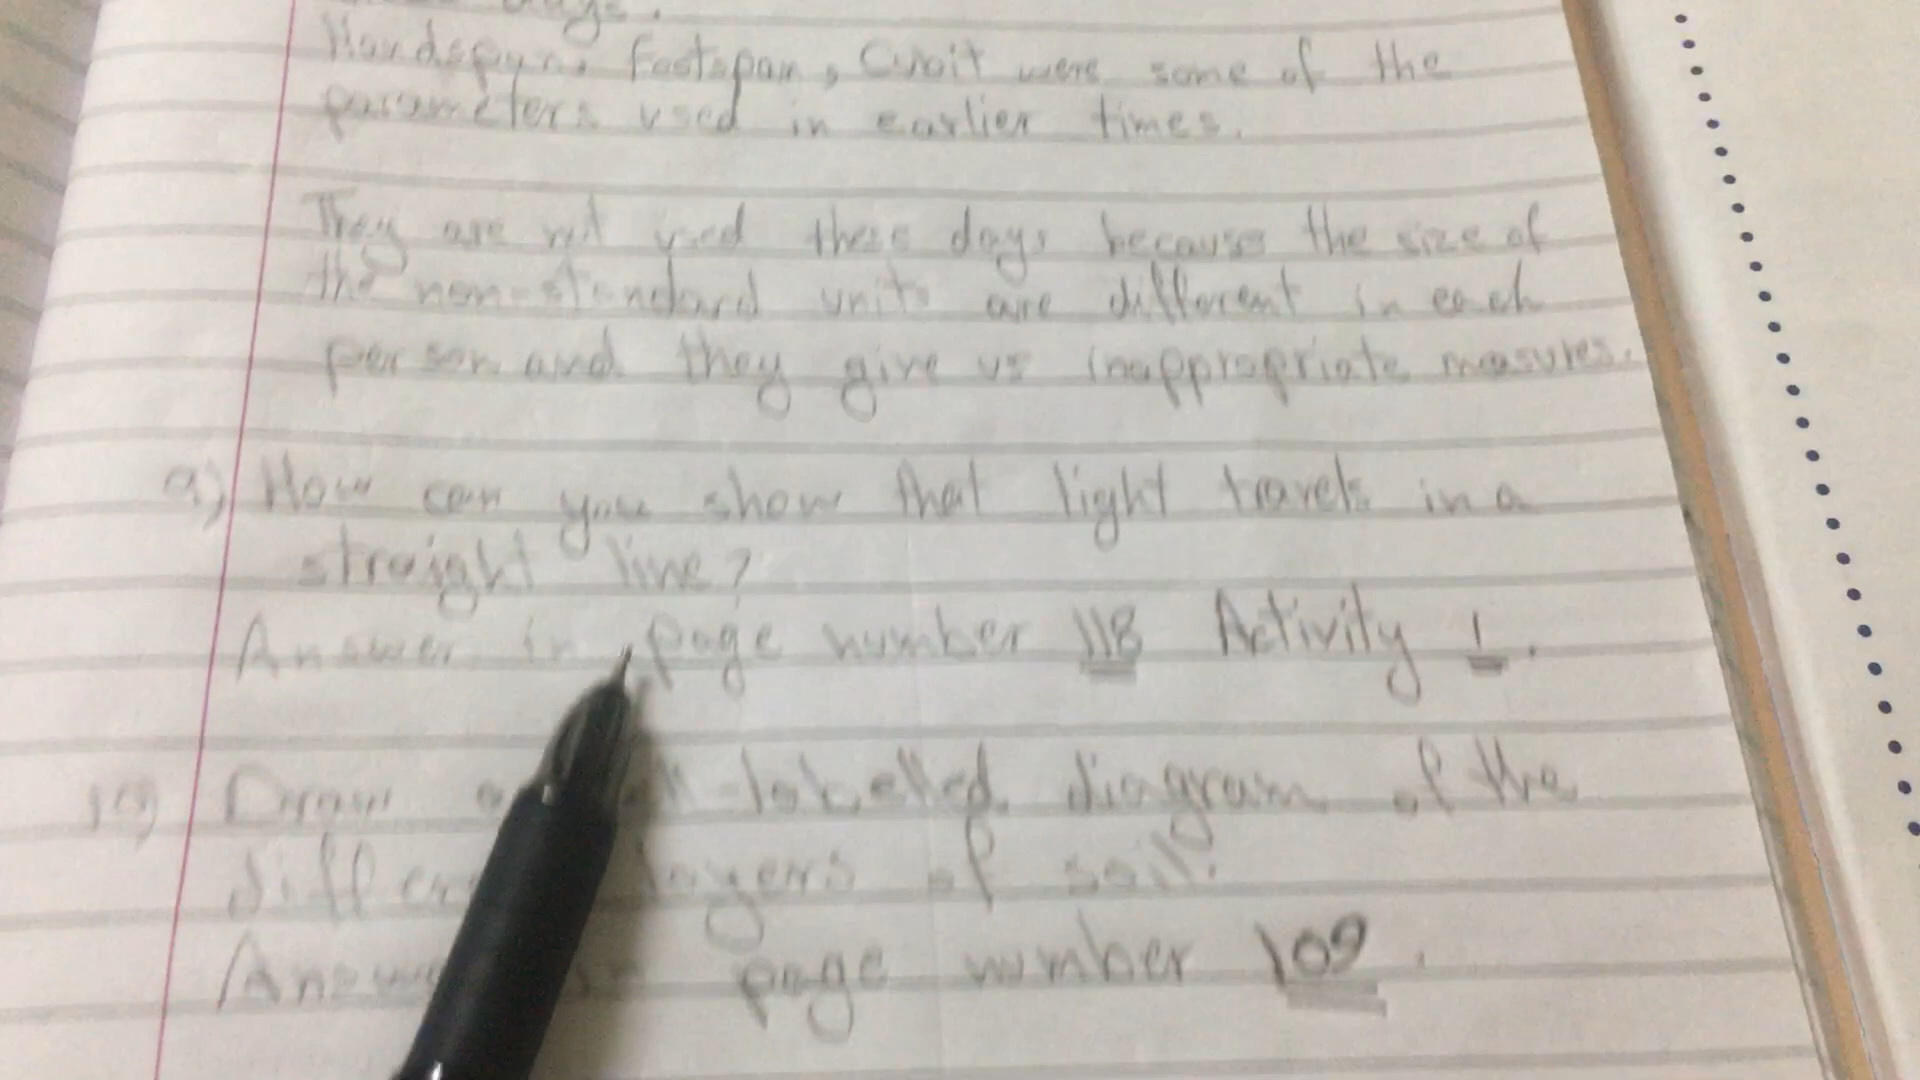 days.
Handspan, Footspan, Cubit were some of the
parameters used in earlier times.
They are not used these days because the size of
the non-standard units are different in each
person and they give us inappropriate measures.
9) How can you show that light travels in a
straight line?
Answer in page number 118 Activity 1.
10) Draw a labelled diagram of the
layers of soil.
page number 109.